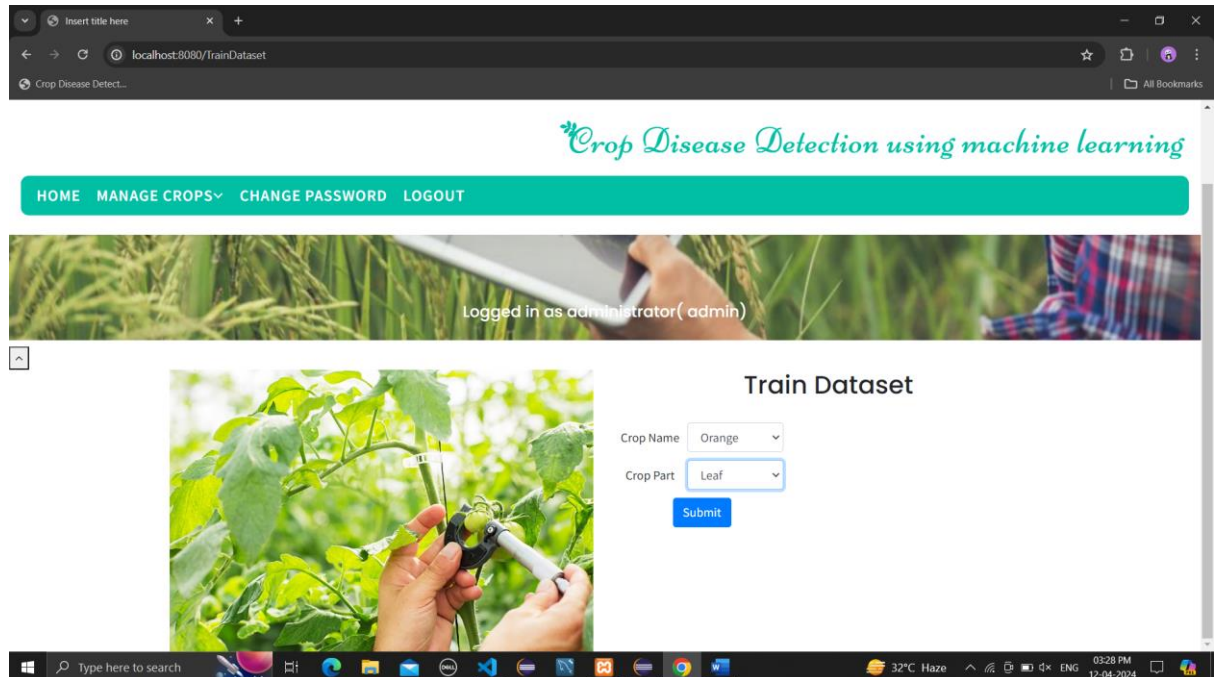 Insert title here
localhost:8080/TrainDataset
Crop Disease Detect...
All Bookmarks
Crop Disease Detection using machine learning
HOME MANAGE CROPS CHANGE PASSWORD LOGOUT
Logged in as administrator( admin)
Train Dataset
Crop Name Orange
Crop Part Leaf
Submit
Type here to search
32°C Haze
ENG
03:28 PM
12-04-2024